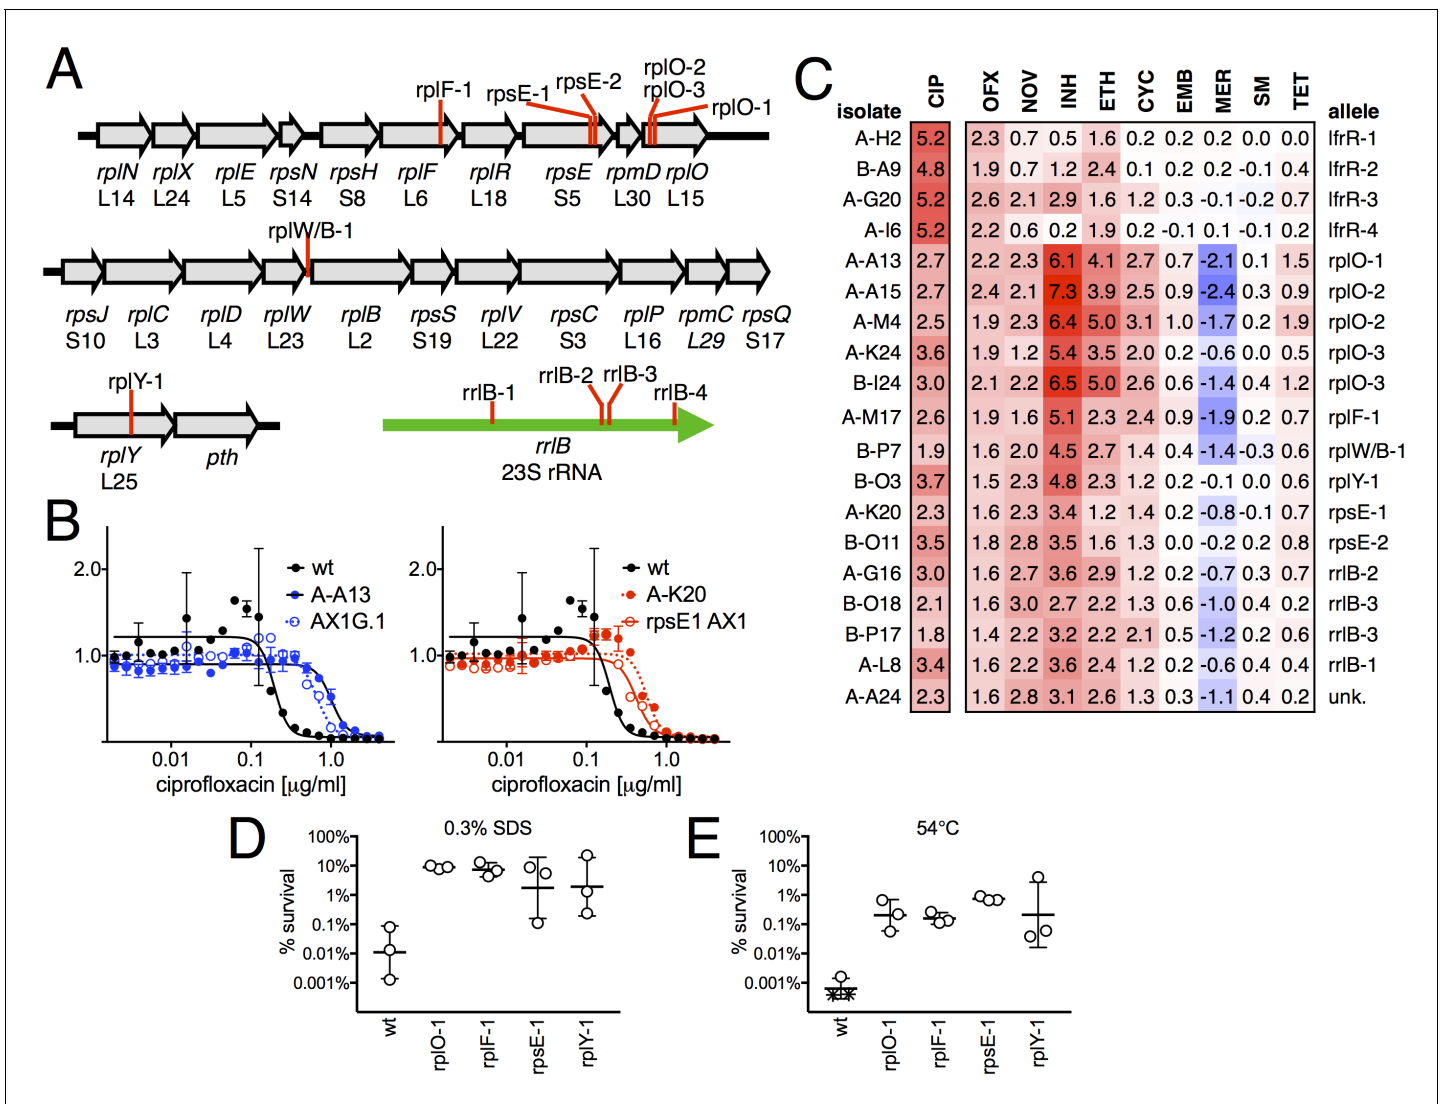 A
rplF-1
rpsE-1
rpsE-2
rplO-2
rplO-3
rplO-1
rplN rplX rplE rpsN rpsH rplF rplR rpsE rpmD rplO
L14 L24 L5 S14 S8 L6 L18 S5 L30 L15
rplW/B-1
rpsJ rplC rplD rplW rplB rpsS rplV rpsC rplP rpmC rpsQ
S10 L3 L4 L23 L2 S19 L22 S3 L16 L29 S17
rplY-1
rplY pth
L25
rrlB-1
rrlB-2
rrlB-3
rrlB-4
rrlB
23S rRNA
B
2.0
1.0
wt
A-A13
AX1G.1
0.01 0.1 1.0
ciprofloxacin [µg/ml]
2.0
1.0
wt
A-K20
rpsE1 AX1
0.01 0.1 1.0
ciprofloxacin [µg/ml]
C
isolate CIP OFX NOV INH ETH CYC EMB MER SM TET allele
A-H2 5.2 2.3 0.7 0.5 1.6 0.2 0.2 0.2 0.0 0.0 lfrR-1
B-A9 4.8 1.9 0.7 1.2 2.4 0.1 0.2 0.2 -0.1 0.4 lfrR-2
A-G20 5.2 2.6 2.1 2.9 1.6 1.2 0.3 -0.1 -0.2 0.7 lfrR-3
A-I6 5.2 2.2 0.6 0.2 1.9 0.2 -0.1 0.1 -0.1 0.2 lfrR-4
A-A13 2.7 2.2 2.3 6.1 4.1 2.7 0.7 -2.1 0.1 1.5 rplO-1
A-A15 2.7 2.4 2.1 7.3 3.9 2.5 0.9 -2.4 0.3 0.9 rplO-2
A-M4 2.5 1.9 2.3 6.4 5.0 3.1 1.0 -1.7 0.2 1.9 rplO-2
A-K24 3.6 1.9 1.2 5.4 3.5 2.0 0.2 -0.6 0.0 0.5 rplO-3
B-I24 3.0 2.1 2.2 6.5 5.0 2.6 0.6 -1.4 0.4 1.2 rplO-3
A-M17 2.6 1.9 1.6 5.1 2.3 2.4 0.9 -1.9 0.2 0.7 rplF-1
B-P7 1.9 1.6 2.0 4.5 2.7 1.4 0.4 -1.4 -0.3 0.6 rplW/B-1
B-O3 3.7 1.5 2.3 4.8 2.3 1.2 0.2 -0.1 0.0 0.6 rplY-1
A-K20 2.3 1.6 2.3 3.4 1.2 1.4 0.2 -0.8 -0.1 0.7 rpsE-1
B-O11 3.5 1.8 2.8 3.5 1.6 1.3 0.0 -0.2 0.2 0.8 rpsE-2
A-G16 3.0 1.6 2.7 3.6 2.9 1.2 0.2 -0.7 0.3 0.7 rrlB-2
B-O18 2.1 1.6 3.0 2.7 2.2 1.3 0.6 -1.0 0.4 0.2 rrlB-3
B-P17 1.8 1.4 2.2 3.2 2.2 2.1 0.5 -1.2 0.2 0.6 rrlB-3
A-L8 3.4 1.6 2.2 3.6 2.4 1.2 0.2 -0.6 0.4 0.4 rrlB-1
A-A24 2.3 1.6 2.8 3.1 2.6 1.3 0.3 -1.1 0.4 0.2 unk.
D
0.3% SDS
% survival
100%
10%
1%
0.1%
0.01%
0.001%
wt rplO-1 rplF-1 rpsE-1 rplY-1
E
54°C
% survival
100%
10%
1%
0.1%
0.01%
0.001%
wt rplO-1 rplF-1 rpsE-1 rplY-1